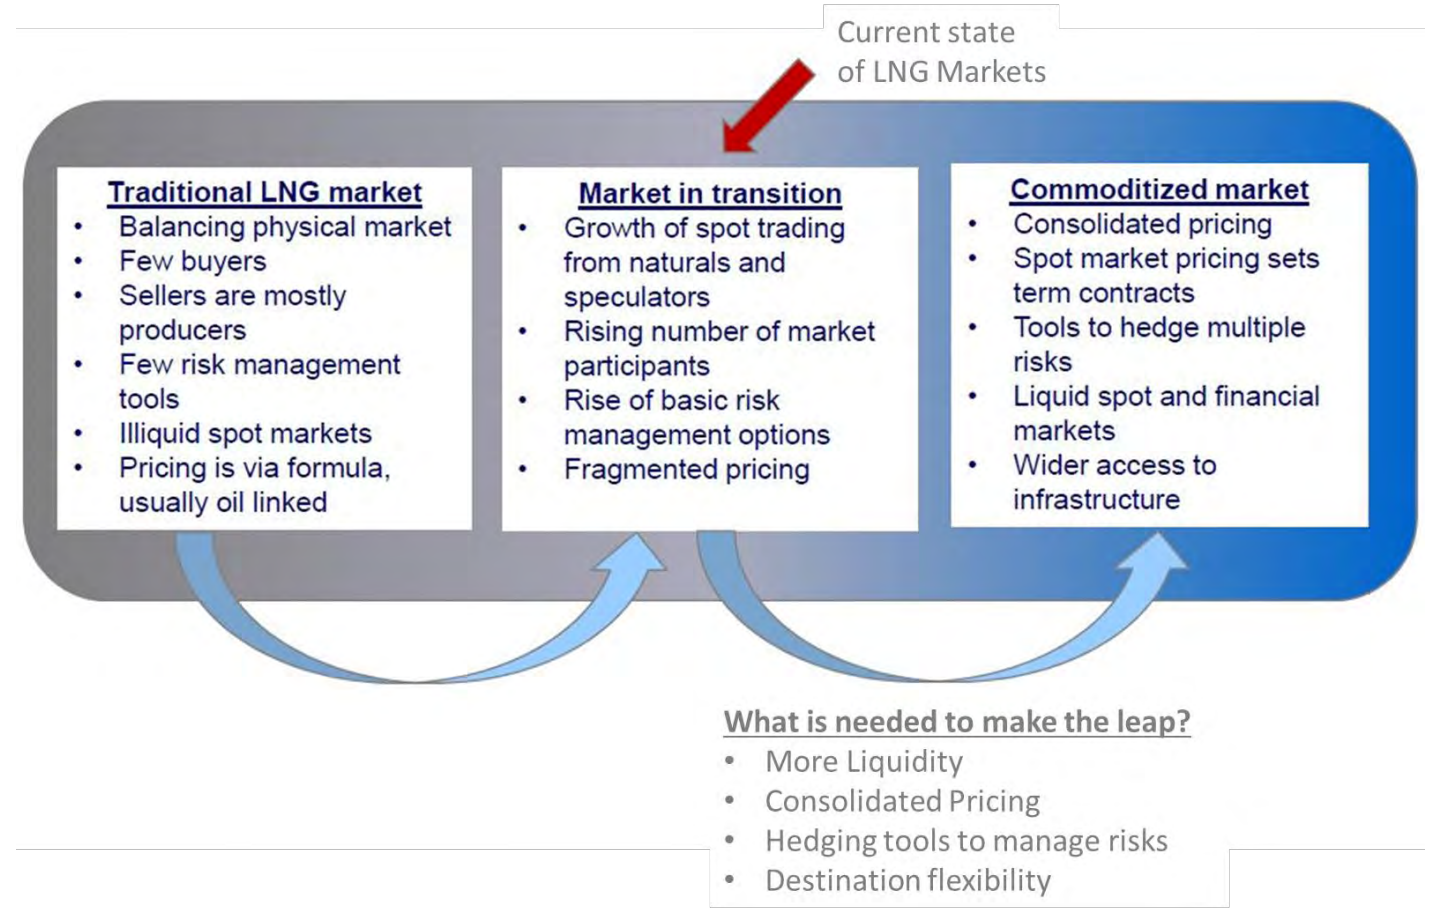 Current state
of LNG Markets
Traditional LNG market
• Balancing physical market
• Few buyers
• Sellers are mostly
producers
• Few risk management
tools
• Illiquid spot markets
• Pricing is via formula,
usually oil linked
Market in transition
• Growth of spot trading
from naturals and
speculators
• Rising number of market
participants
• Rise of basic risk
management options
• Fragmented pricing
Commoditized market
• Consolidated pricing
• Spot market pricing sets
term contracts
• Tools to hedge multiple
risks
• Liquid spot and financial
markets
• Wider access to
infrastructure
What is needed to make the leap?
• More Liquidity
• Consolidated Pricing
• Hedging tools to manage risks
• Destination flexibility